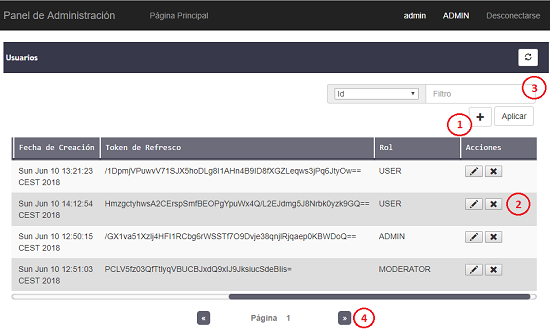 Panel de Administración Página Principal admin ADMIN Desconectarse
Usuarios
Id Filtro
3
1 + Aplicar
Fecha de Creación Token de Refresco Rol Acciones
Sun Jun 10 13:21:23 /1DpmjVPuwvV71SJX5hoDLg8I1AHn4B9ID8fXGZLeqws3jPq6JtyOw== USER
CEST 2018
Sun Jun 10 14:12:54 HmzgctyhwsA2CErspSmfBEOPgYpuWx4Q/L2EJdmg5J8Nrbk0yzk9GQ== USER 2
CEST 2018
Sun Jun 10 12:50:15 /GX1va51XzIj4HFI1RCbg6rWSSTf7O9Dvje38qnjlRjqaep0KBWDoQ== ADMIN
CEST 2018
Sun Jun 10 12:51:03 PCLV5fz03QfTtIyqVBUCBJxdQ9xlJ9JksiucSdeBIis= MODERATOR
CEST 2018
« Página 1 » 4